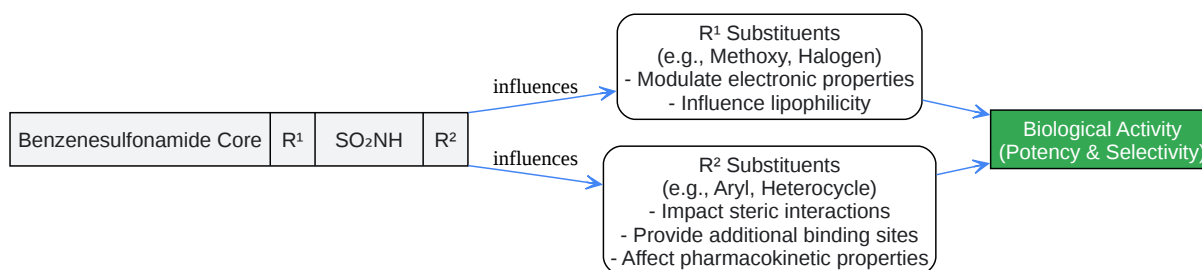 Benzenesulfonamide Core
R¹
SO₂NH
R²
influences
influences
R¹ Substituents
(e.g., Methoxy, Halogen)
- Modulate electronic properties
- Influence lipophilicity
R² Substituents
(e.g., Aryl, Heterocycle)
- Impact steric interactions
- Provide additional binding sites
- Affect pharmacokinetic properties
Biological Activity
(Potency & Selectivity)